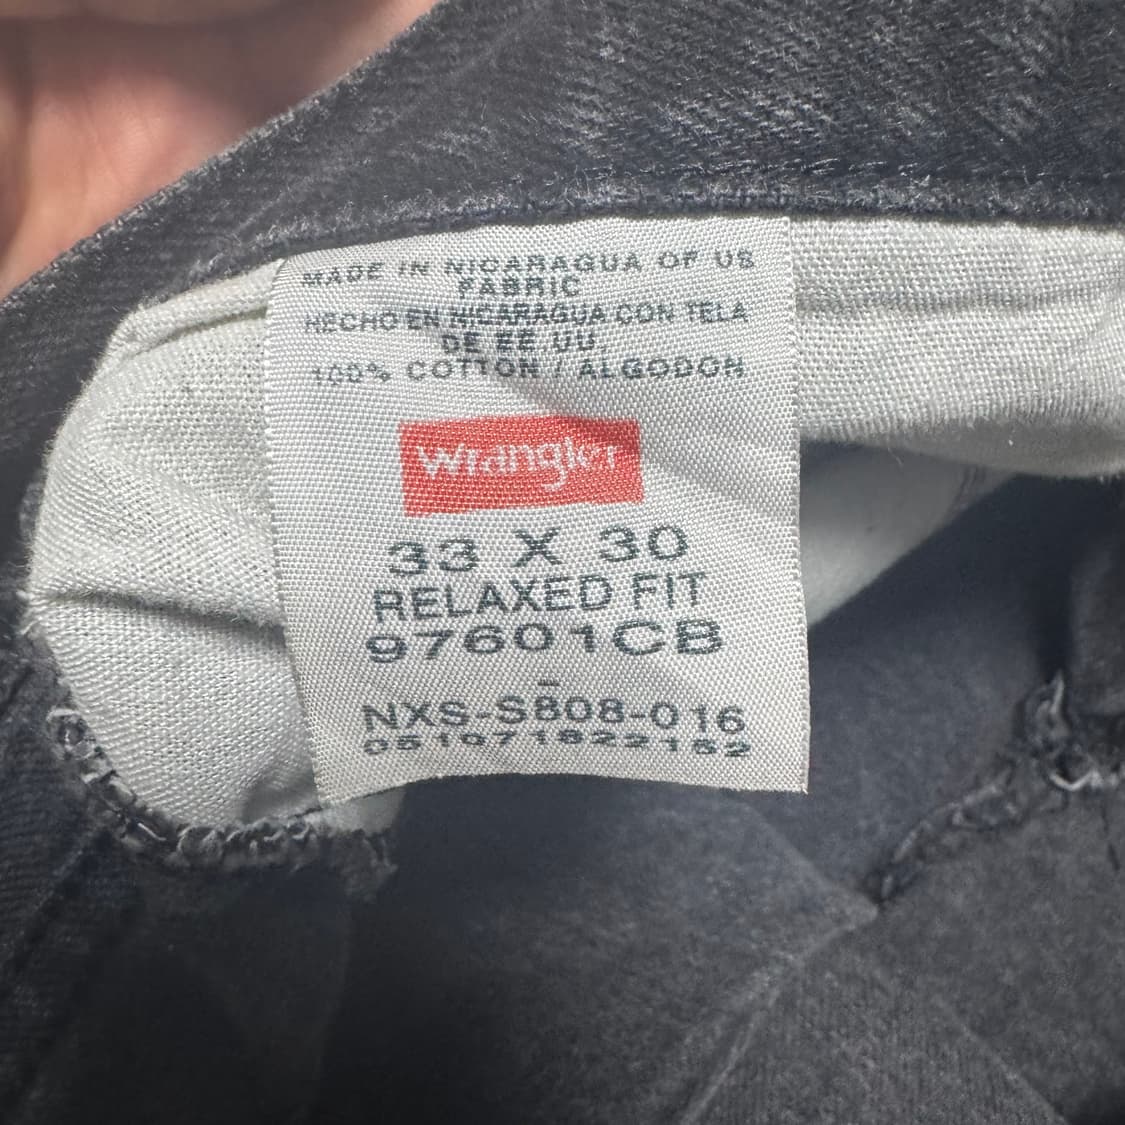 MADE IN NICARAGUA OF US
FABRIC
HECHO EN NICARAGUA CON TELA
DE EE UU
100% COTTON / ALGODON
Wrangler
33 X 30
RELAXED FIT
97601CB
-
NXS-S808-016
051071822182